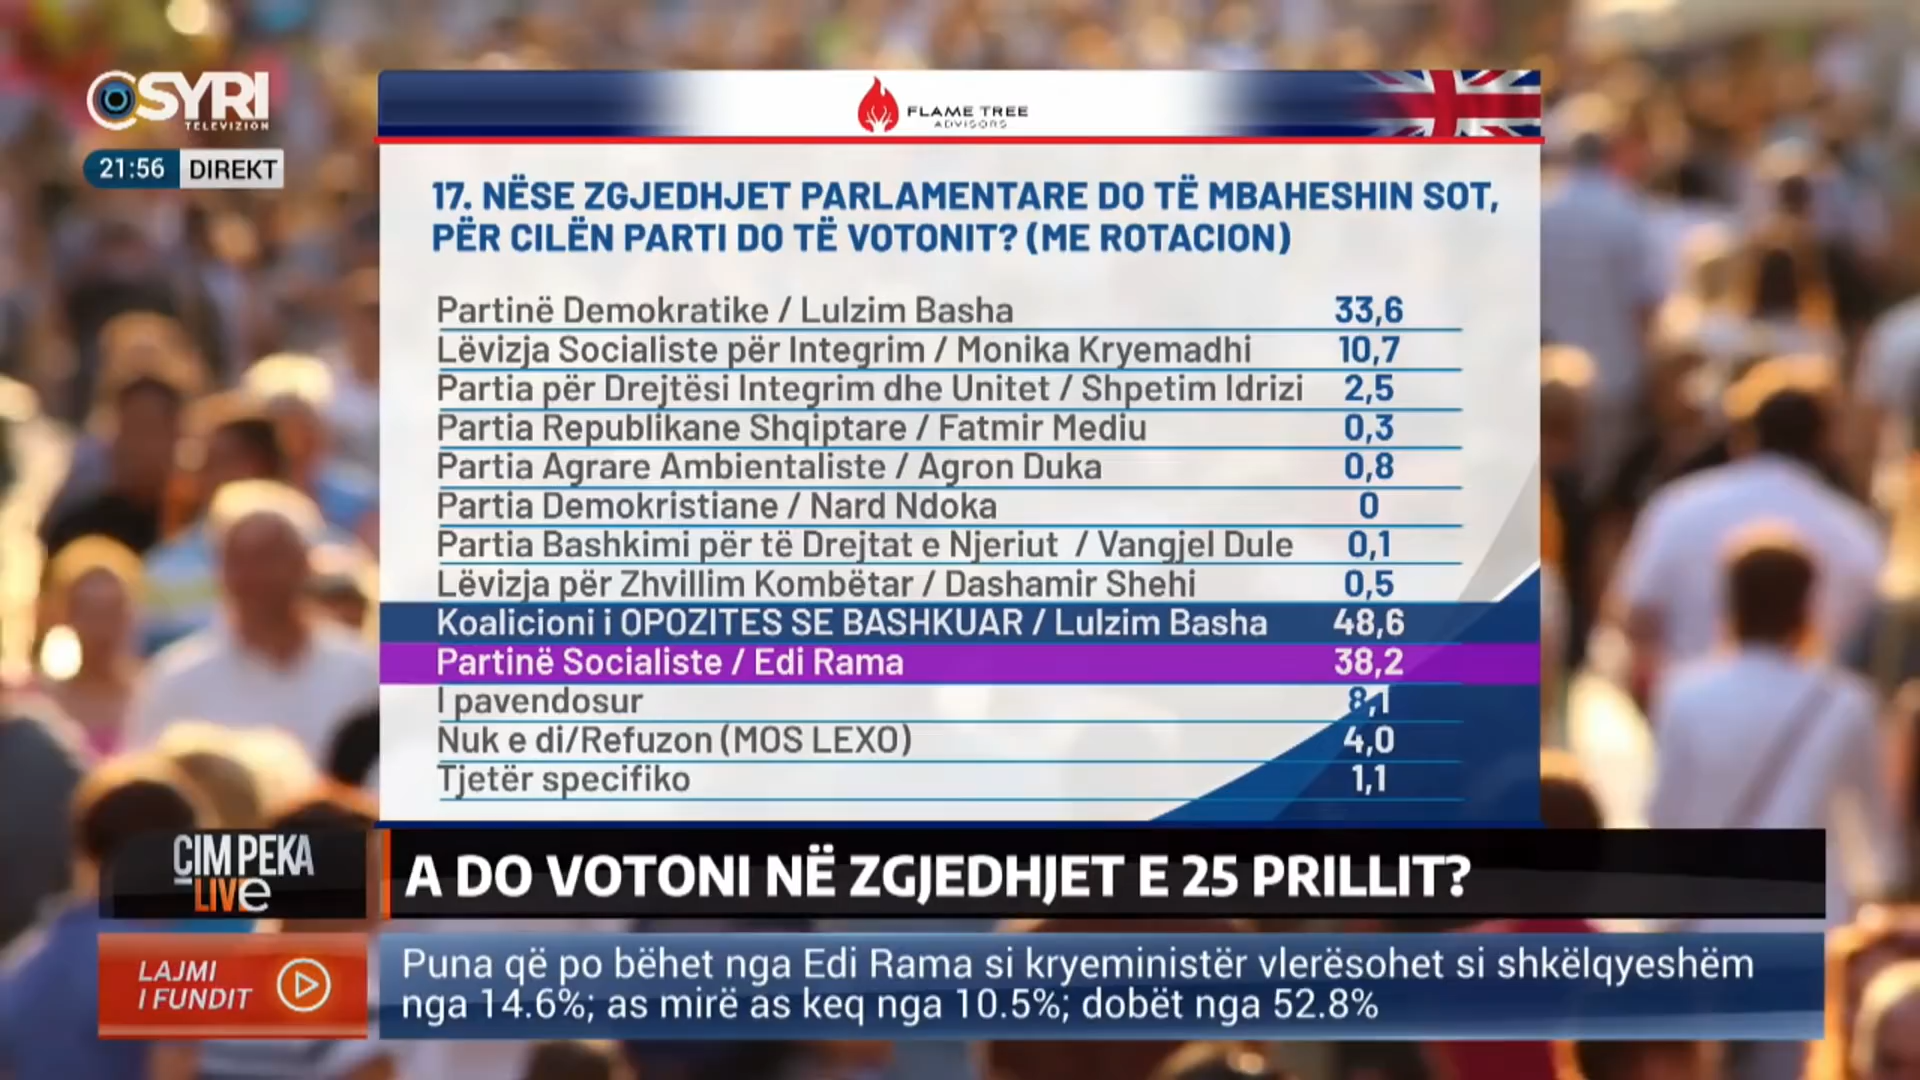 SYRI
TELEVIZION
21:56 DIREKT
FLAME TREE
ADVISORS
17. NËSE ZGJEDHJET PARLAMENTARE DO TË MBAHESHIN SOT,
PËR CILËN PARTI DO TË VOTONIT? (ME ROTACION)
Partinë Demokratike / Lulzim Basha 33,6
Lëvizja Socialiste për Integrim / Monika Kryemadhi 10,7
Partia për Drejtësi Integrim dhe Unitet / Shpetim Idrizi 2,5
Partia Republikane Shqiptare / Fatmir Mediu 0,3
Partia Agrare Ambientaliste / Agron Duka 0,8
Partia Demokristiane / Nard Ndoka 0
Partia Bashkimi për të Drejtat e Njeriut / Vangjel Dule 0,1
Lëvizja për Zhvillim Kombëtar / Dashamir Shehi 0,5
Koalicioni i OPOZITES SE BASHKUAR / Lulzim Basha 48,6
Partinë Socialiste / Edi Rama 38,2
I pavendosur 8,1
Nuk e di/Refuzon (MOS LEXO) 4,0
Tjetër specifiko 1,1
ÇIM PEKA
LIVE
A DO VOTONI NË ZGJEDHJET E 25 PRILLIT?
LAJMI
I FUNDIT
Puna që po bëhet nga Edi Rama si kryeministër vlerësohet si shkëlqyeshëm
nga 14.6%; as mirë as keq nga 10.5%; dobët nga 52.8%